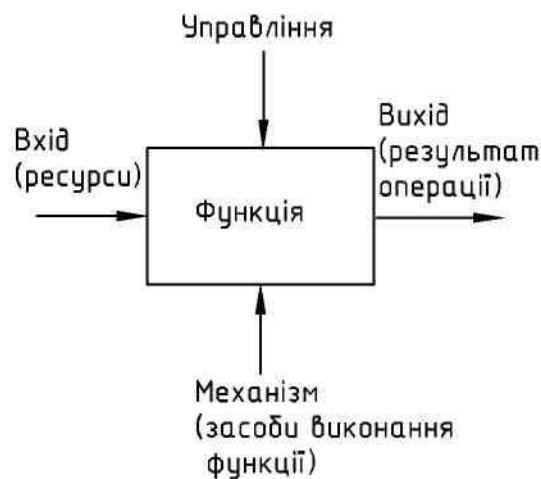 Управління
Вхід
(ресурси)
Функція
Вихід
(результат
операції)
Механізм
(засоби виконання
функції)